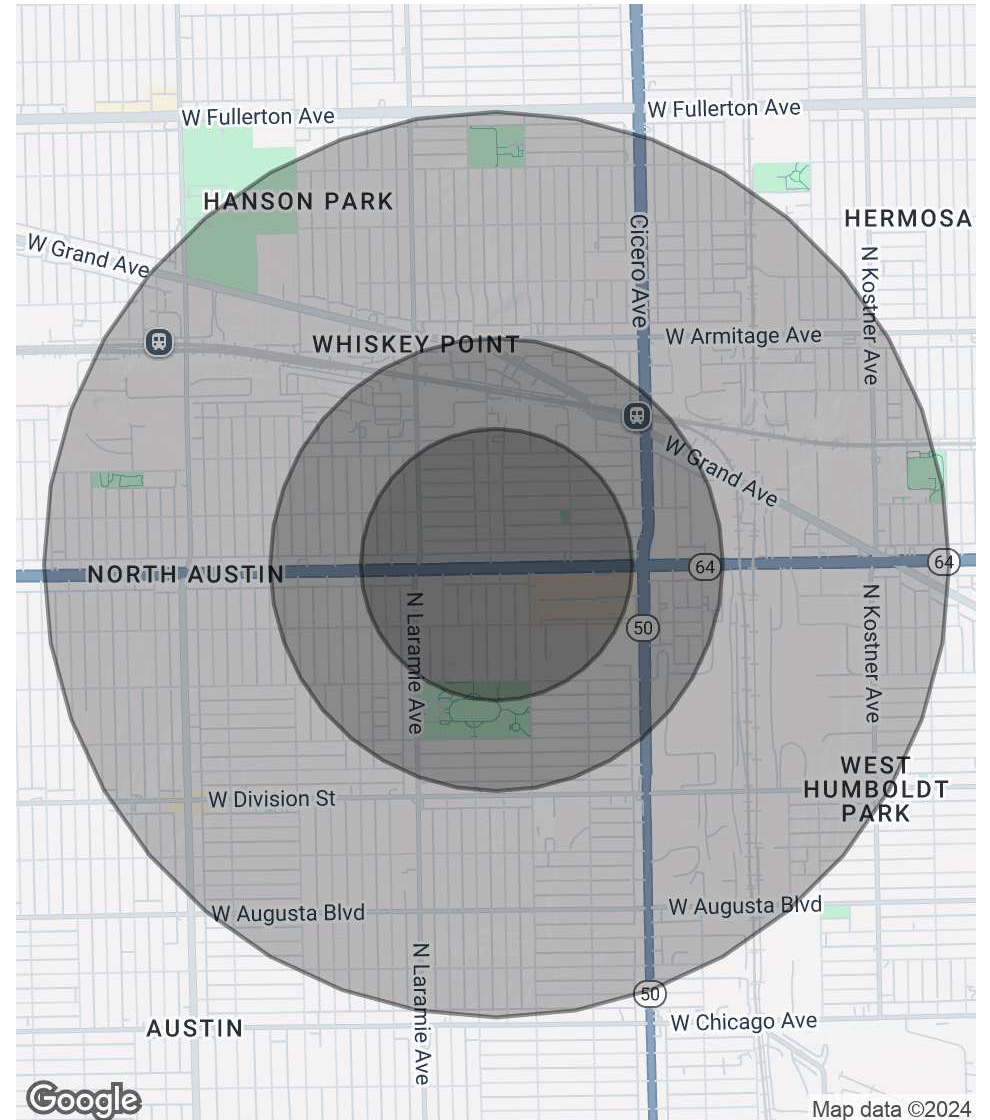 W Fullerton Ave
W Fullerton Ave
HANSON PARK
HERMOSA
W Grand Ave
Cicero Ave
N Kostner Ave
WHISKEY POINT
W Armitage Ave
W Grand Ave
64
64
NORTH AUSTIN
N Laramie Ave
N Kostner Ave
50
WEST
HUMBOLDT
PARK
W Division St
W Augusta Blvd
W Augusta Blvd
N Laramie Ave
50
AUSTIN
W Chicago Ave
Google
Map data ©2024